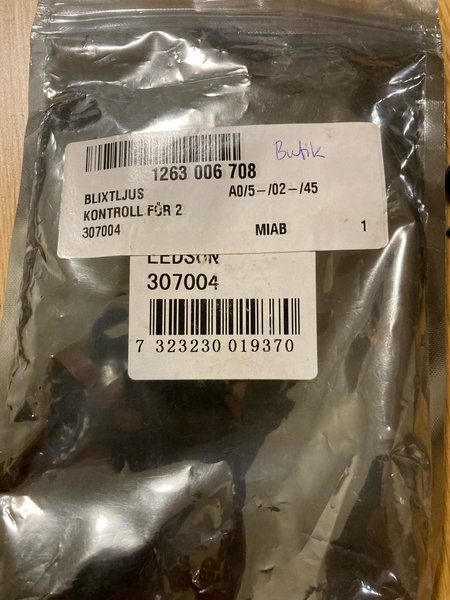 Butik
1263 006 708
BLIXTLJUS A0/5-/02-/45
KONTROLL FÖR 2
307004 MIAB 1
LEDSON
307004
7 323230 019370